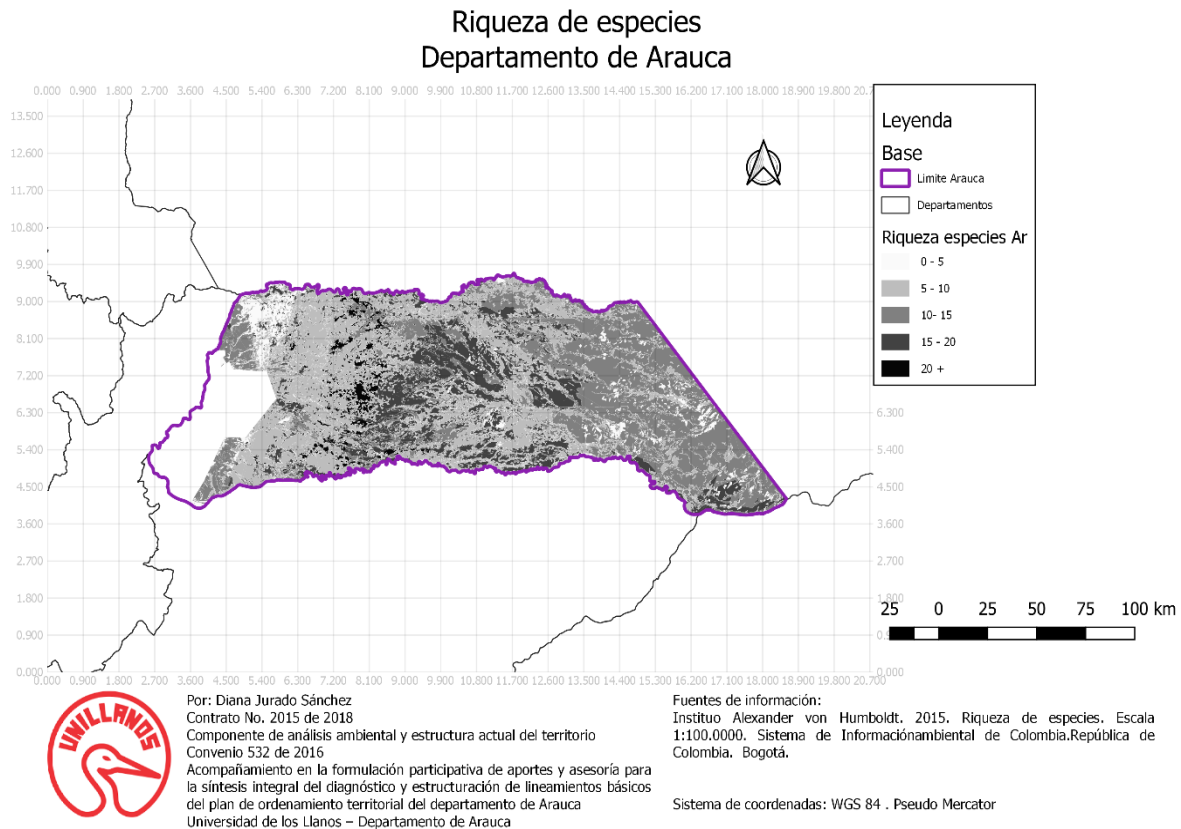 Riqueza de especies
Departamento de Arauca
0.000 0.900 1.800 2.700 3.600 4.500 5.400 6.300 7.200 8.100 9.000 9.900 10.800 11.700 12.600 13.500 14.400 15.300 16.200 17.100 18.000 18.900 19.800 20.7
13.500
12.600
11.700
10.800
9.900
9.000
8.100
7.200
6.300
5.400
4.500
3.600
2.700
1.800
0.900
0.000
Leyenda
Base
Limite Arauca
Departamentos
Riqueza especies Ar
0 - 5
5 - 10
10- 15
15 - 20
20 +
6.300
5.400
4.500
3.600
2.700
1.800
0.000
25 0 25 50 75 100 km
0.000 0.900 1.800 2.700 3.600 4.500 5.400 6.300 7.200 8.100 9.000 9.900 10.800 11.700 12.600 13.500 14.400 15.300 16.200 17.100 18.000 18.900 19.800 20.700
UNILLANOS
Por: Diana Jurado Sánchez
Contrato No. 2015 de 2018
Componente de análisis ambiental y estructura actual del territorio
Convenio 532 de 2016
Acompañamiento en la formulación participativa de aportes y asesoría para
la síntesis integral del diagnóstico y estructuración de lineamientos básicos
del plan de ordenamiento territorial del departamento de Arauca
Universidad de los Llanos – Departamento de Arauca
Fuentes de información:
Instituo Alexander von Humboldt. 2015. Riqueza de especies. Escala
1:100.0000. Sistema de Informaciónambiental de Colombia.República de
Colombia. Bogotá.
Sistema de coordenadas: WGS 84 . Pseudo Mercator